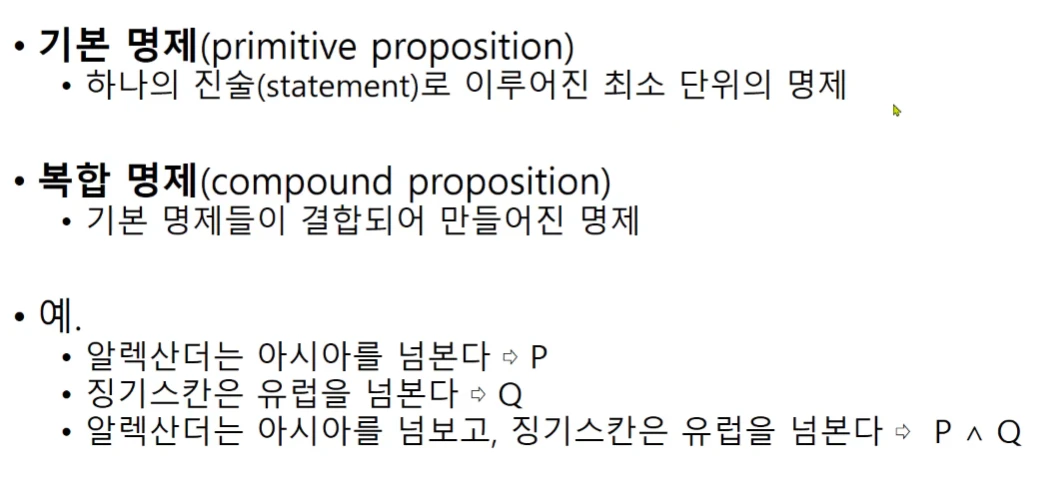 • 기본 명제(primitive proposition)
• 하나의 진술(statement)로 이루어진 최소 단위의 명제
• 복합 명제(compound proposition)
• 기본 명제들이 결합되어 만들어진 명제
• 예.
• 알렉산더는 아시아를 넘본다 ⇨ P
• 징기스칸은 유럽을 넘본다 ⇨ Q
• 알렉산더는 아시아를 넘보고, 징기스칸은 유럽을 넘본다 ⇨ P ∧ Q